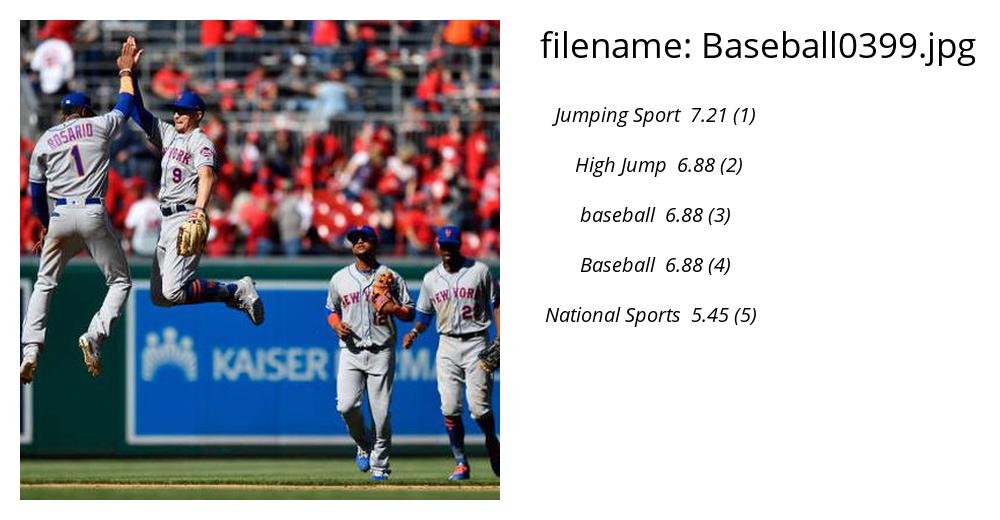 filename: Baseball0399.jpg
Jumping Sport 7.21 (1)
High Jump 6.88 (2)
baseball 6.88 (3)
Baseball 6.88 (4)
National Sports 5.45 (5)
ROSARIO
1
YORK
9
NEW YORK
12
NEW YORK
2
KAISER